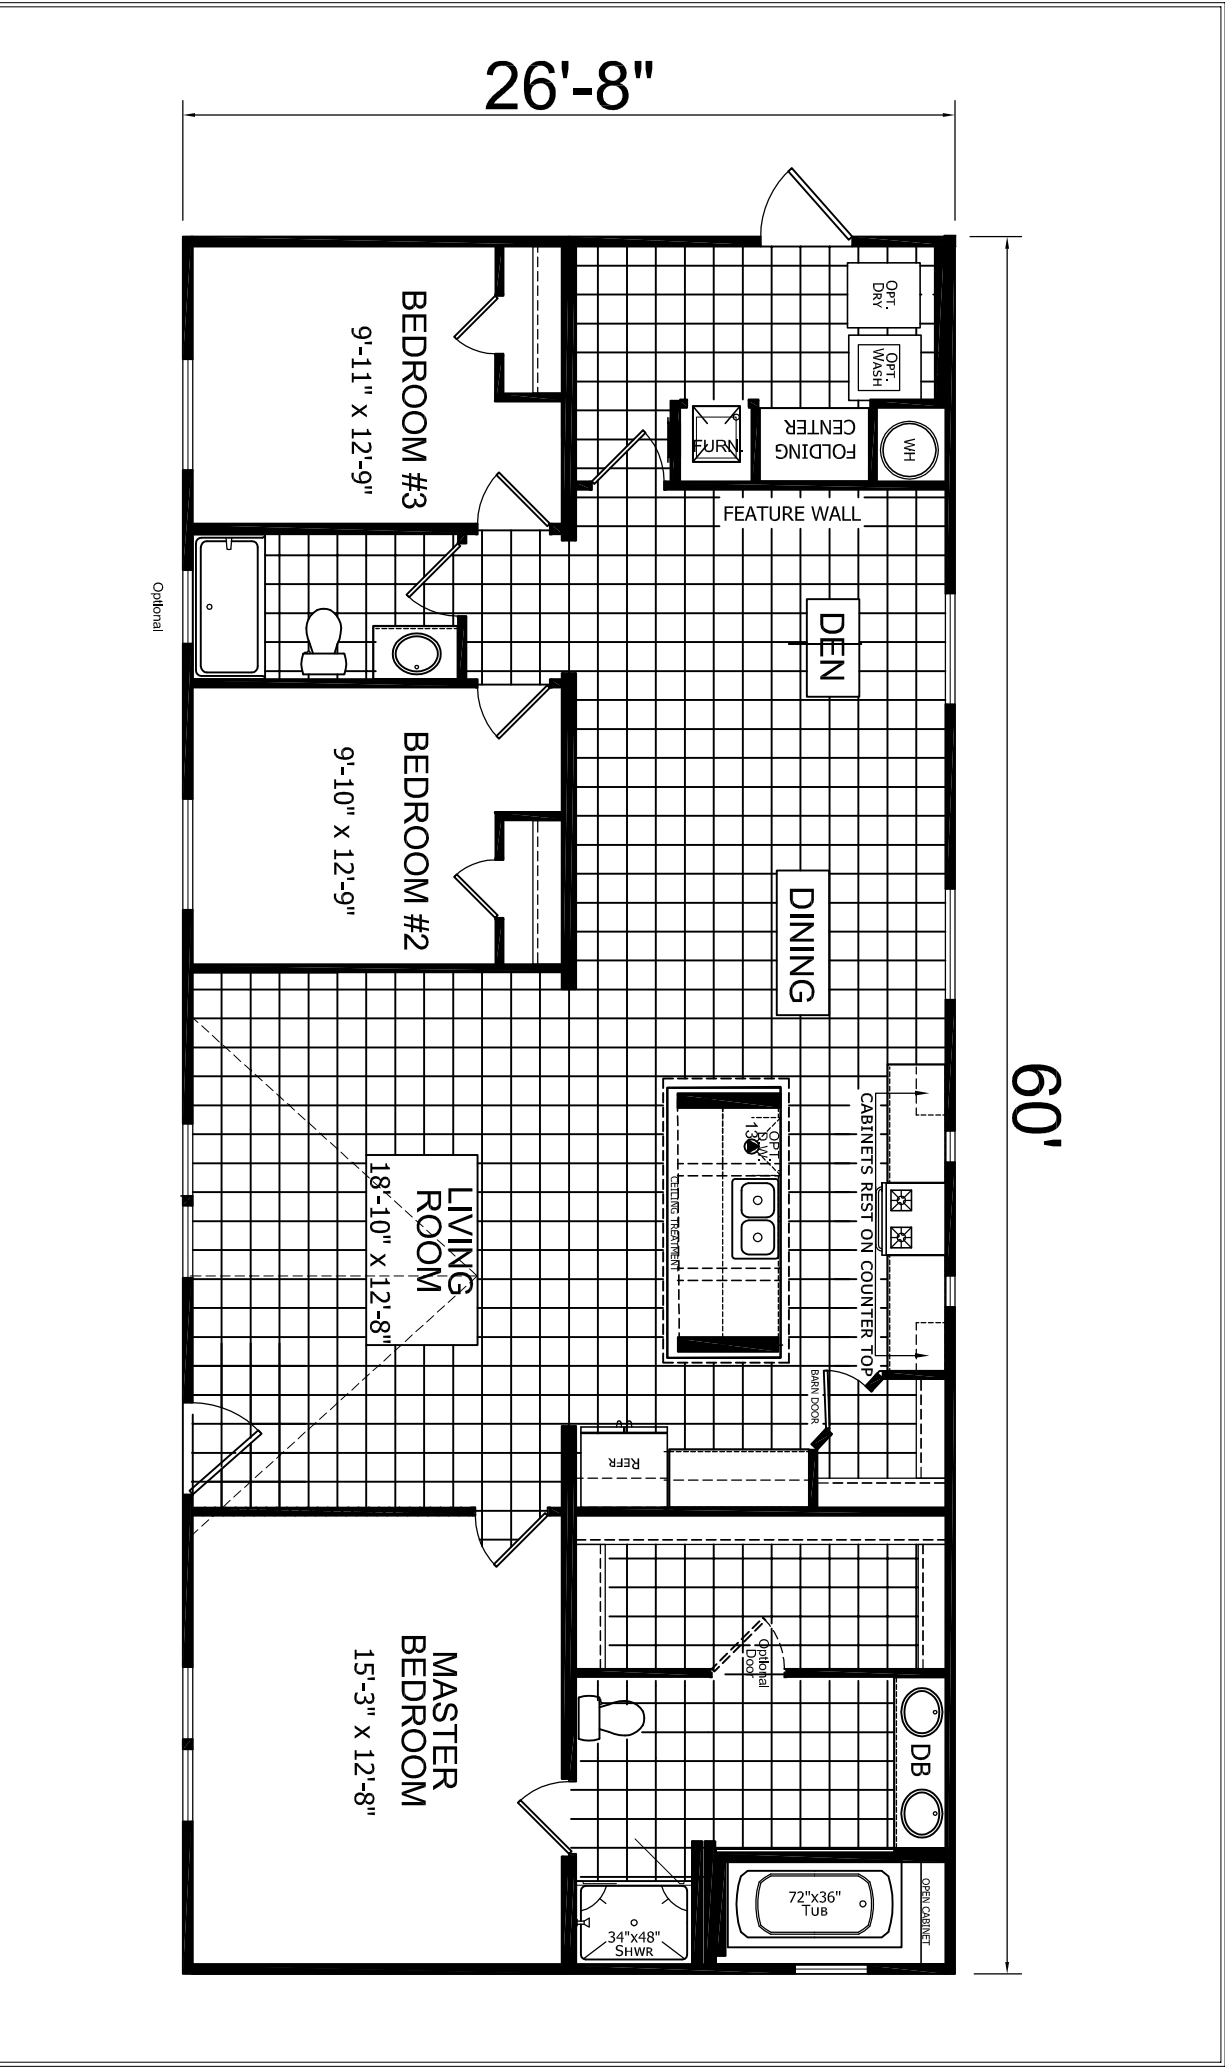 26'-8"
60'
OPT.
DRY
OPT.
WASH
WH
FOLDING
CENTER
FURN.
FEATURE WALL
BEDROOM #3
9'-11" x 12'-9"
Optional
DEN
BEDROOM #2
9'-10" x 12'-9"
DINING
CABINETS REST ON COUNTER TOP
OPT
D.W.
CEILING TREATMENT
LIVING
ROOM
18'-10" x 12'-8"
BARN DOOR
REFR
Optional
Door
MASTER
BEDROOM
15'-3" x 12'-8"
DB
OPEN CABINET
72"x36"
TUB
34"x48"
SHWR